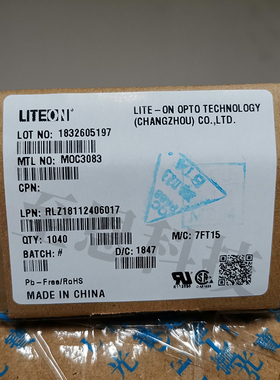 LITEON
LITE-ON OPTO TECHNOLOGY
(CHANGZHOU) CO.,LTD.
LOT NO: 1832605197
MTL NO: MOC3083
CPN:
LPN: RLZ18112406017
QTY: 1040
M/C: 7FT15
BATCH: #
D/C: 1847
Pb-Free/RoHS
MADE IN CHINA